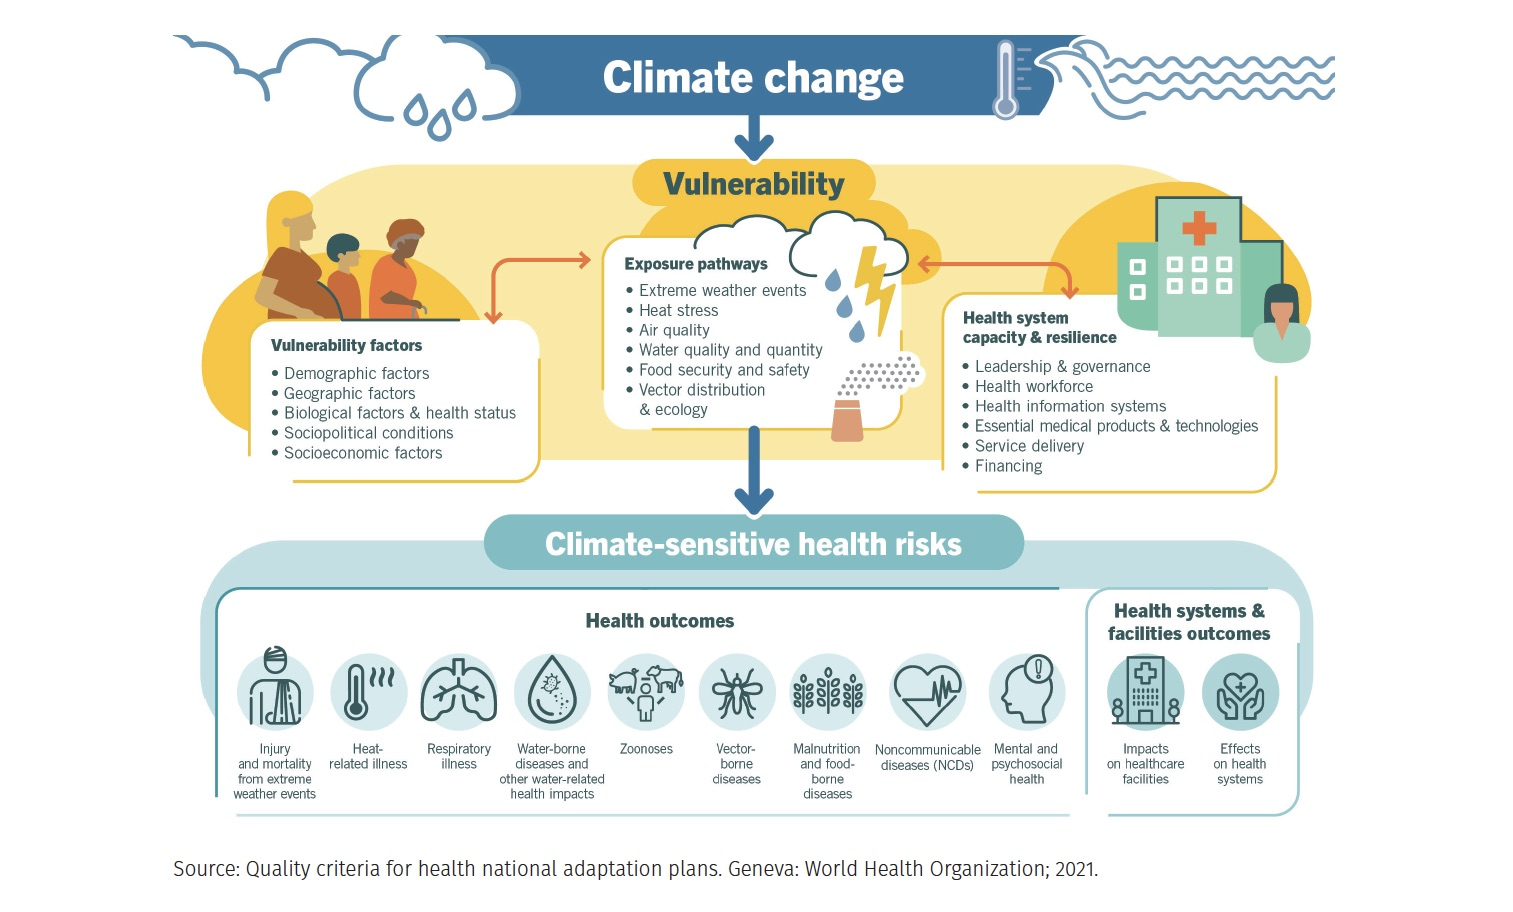 Climate change
Vulnerability
Vulnerability factors
• Demographic factors
• Geographic factors
• Biological factors & health status
• Sociopolitical conditions
• Socioeconomic factors
Exposure pathways
• Extreme weather events
• Heat stress
• Air quality
• Water quality and quantity
• Food security and safety
• Vector distribution
& ecology
Health system
capacity & resilience
• Leadership & governance
• Health workforce
• Health information systems
• Essential medical products & technologies
• Service delivery
• Financing
Climate-sensitive health risks
Health outcomes
Injury
and mortality
from extreme
weather events
Heat-
related illness
Respiratory
illness
Water-borne
diseases and
other water-related
health impacts
Zoonoses
Vector-
borne
diseases
Malnutrition
and food-
borne
diseases
Noncommunicable
diseases (NCDs)
Mental and
psychosocial
health
Health systems &
facilities outcomes
Impacts
on healthcare
facilities
Effects
on health
systems
Source: Quality criteria for health national adaptation plans. Geneva: World Health Organization; 2021.